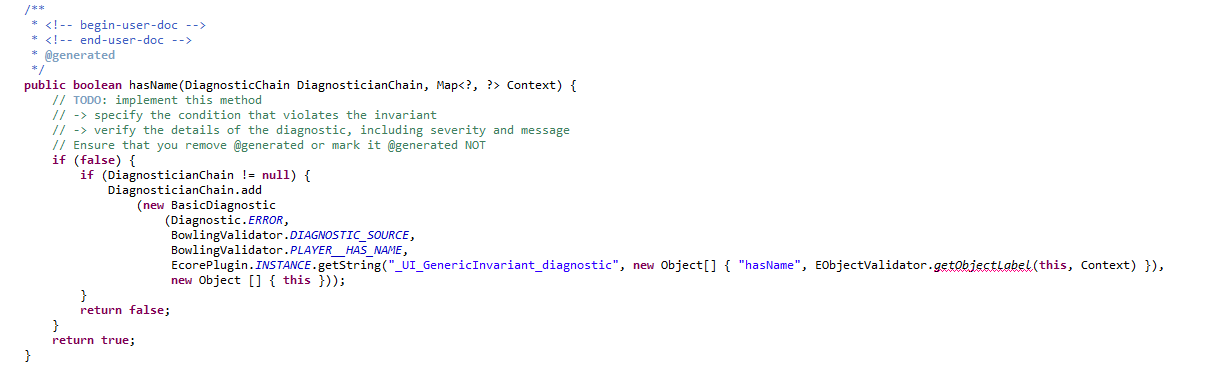 /**
 * <!-- begin-user-doc -->
 * <!-- end-user-doc -->
 * @generated
 */
public boolean hasName(DiagnosticChain DiagnosticianChain, Map<?, ?> Context) {
    // TODO: implement this method
    // -> specify the condition that violates the invariant
    // -> verify the details of the diagnostic, including severity and message
    // Ensure that you remove @generated or mark it @generated NOT
    if (false) {
        if (DiagnosticianChain != null) {
            DiagnosticianChain.add
                (new BasicDiagnostic
                    (Diagnostic.ERROR,
                     BowlingValidator.DIAGNOSTIC_SOURCE,
                     BowlingValidator.PLAYER__HAS_NAME,
                     EcorePlugin.INSTANCE.getString("_UI_GenericInvariant_diagnostic", new Object[] { "hasName", EObjectValidator.getObjectLabel(this, Context) }),
                     new Object [] { this }));
        }
        return false;
    }
    return true;
}